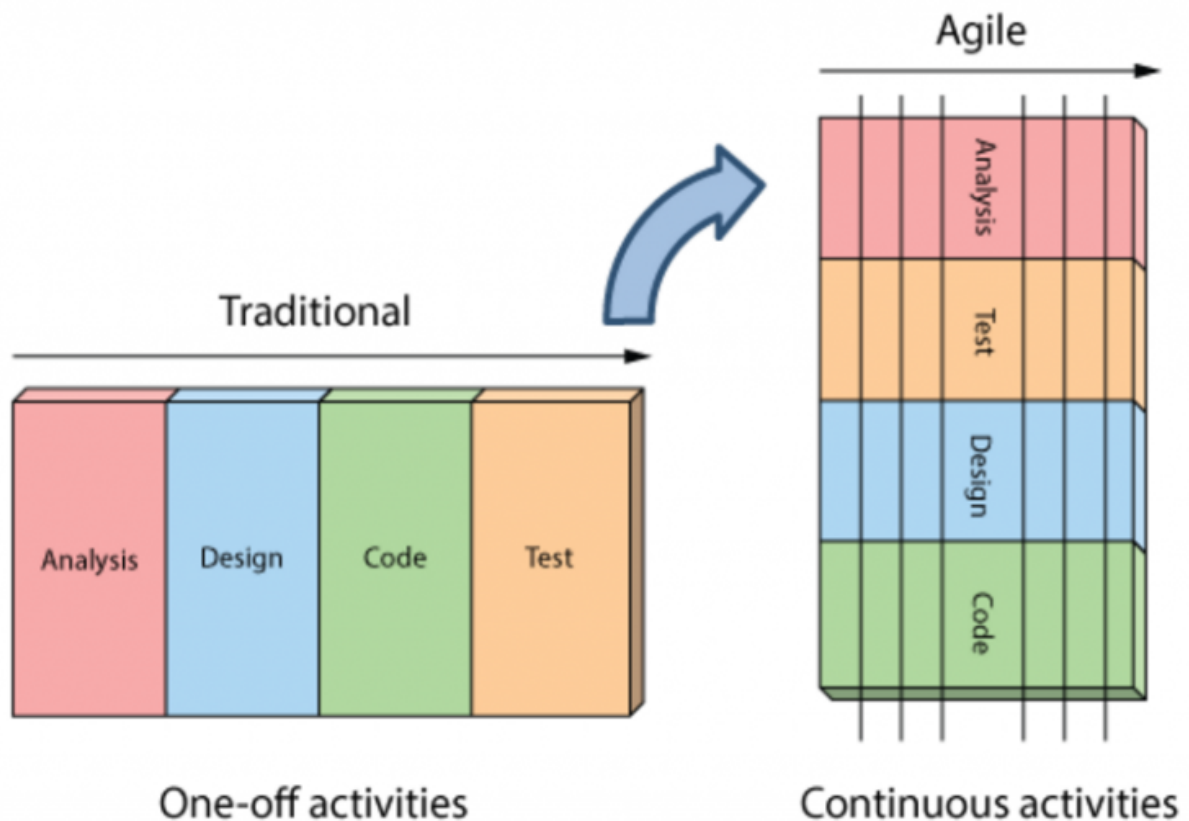 Agile
Analysis
Test
Design
Code
Traditional
Analysis Design Code Test
One-off activities
Continuous activities